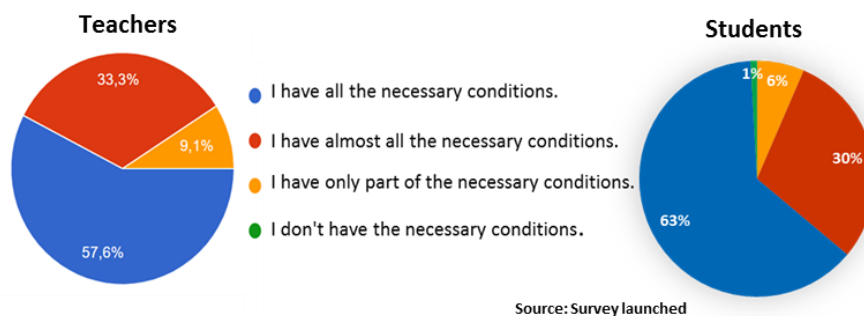 Teachers
33,3%
9,1%
57,6%
I have all the necessary conditions.
I have almost all the necessary conditions.
I have only part of the necessary conditions.
I don't have the necessary conditions.
Students
1%
6%
30%
63%
Source: Survey launched